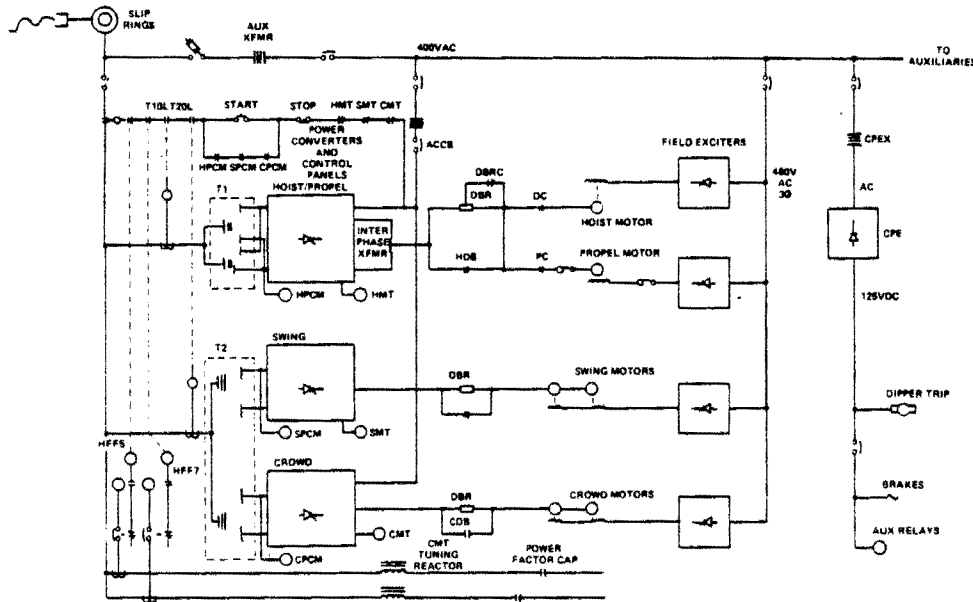 SLIP
RINGS
AUX
XFMR
400VAC
TO
AUXILIARIES
T10L T20L
START
STOP
HMT SMT CMT
POWER
CONVERTERS
AND
CONTROL
PANELS
HOIST/PROPEL
HPCM SPCM CPCM
ACCB
T1
INTER
PHASE
XFMR
HPCM
HMT
DBRC
DBR
DC
HOIST MOTOR
HDB
PC
PROPEL MOTOR
FIELD EXCITERS
480V
AC
3Θ
CPEX
AC
CPE
125VDC
T2
SWING
SPCM
SMT
DBR
SWING MOTORS
DIPPER TRIP
HFF5
HFF7
CROWD
CMT
CPCM
DBR
CDB
CROWD MOTORS
BRAKES
AUX RELAYS
CMT
TUNING
REACTOR
POWER
FACTOR CAP